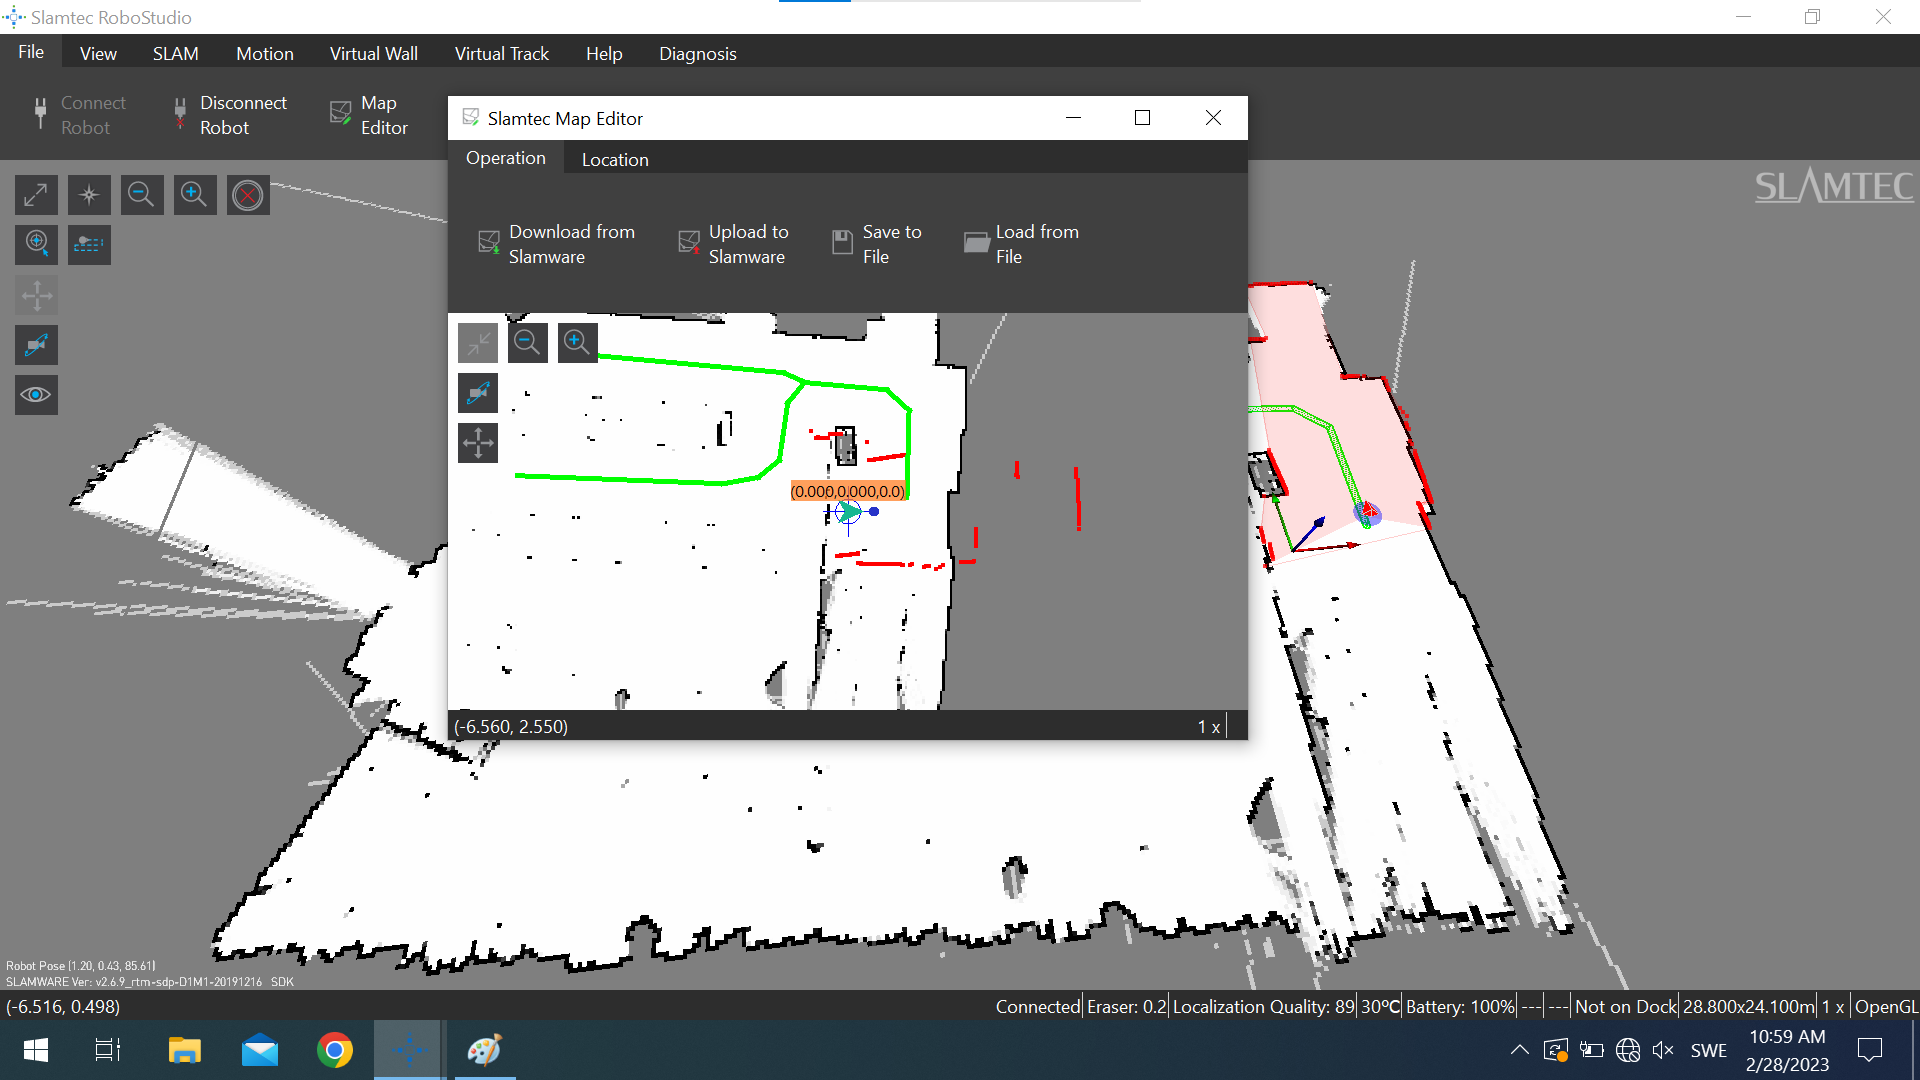 Slamtec RoboStudio
File View SLAM Motion Virtual Wall Virtual Track Help Diagnosis
Connect Robot
Disconnect Robot
Map Editor
Slamtec Map Editor
Operation Location
Download from Slamware
Upload to Slamware
Save to File
Load from File
SLAMTEC
(0.000,0.000,0.0)
(-6.560, 2.550) 1 x
Robot Pose [1.20, 0.43, 85.61]
SLAMWARE Ver: v2.6.9_rtm-sdp-D1M1-20191216 SDK
(-6.516, 0.498) Connected Eraser: 0.2 Localization Quality: 89 30ºC Battery: 100% --- --- Not on Dock 28.800x24.100m 1 x OpenGL
SWE
10:59 AM
2/28/2023